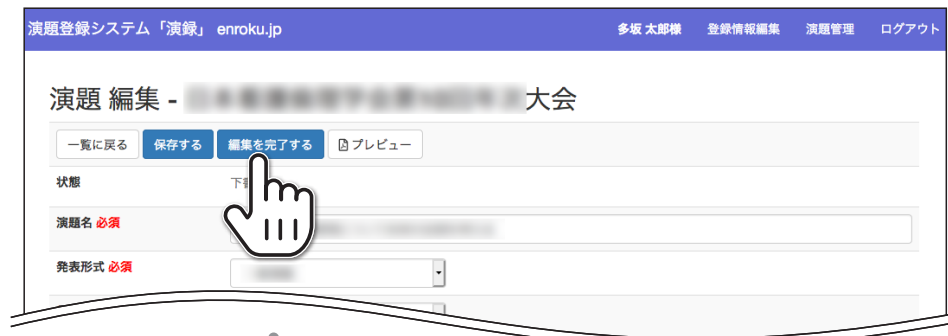 演題登録システム「演録」 enroku.jp 多坂 太郎様 登録情報編集 演題管理 ログアウト
演題 編集 - 大会
一覧に戻る 保存する 編集を完了する プレビュー
状態 下
演題名 必須
発表形式 必須